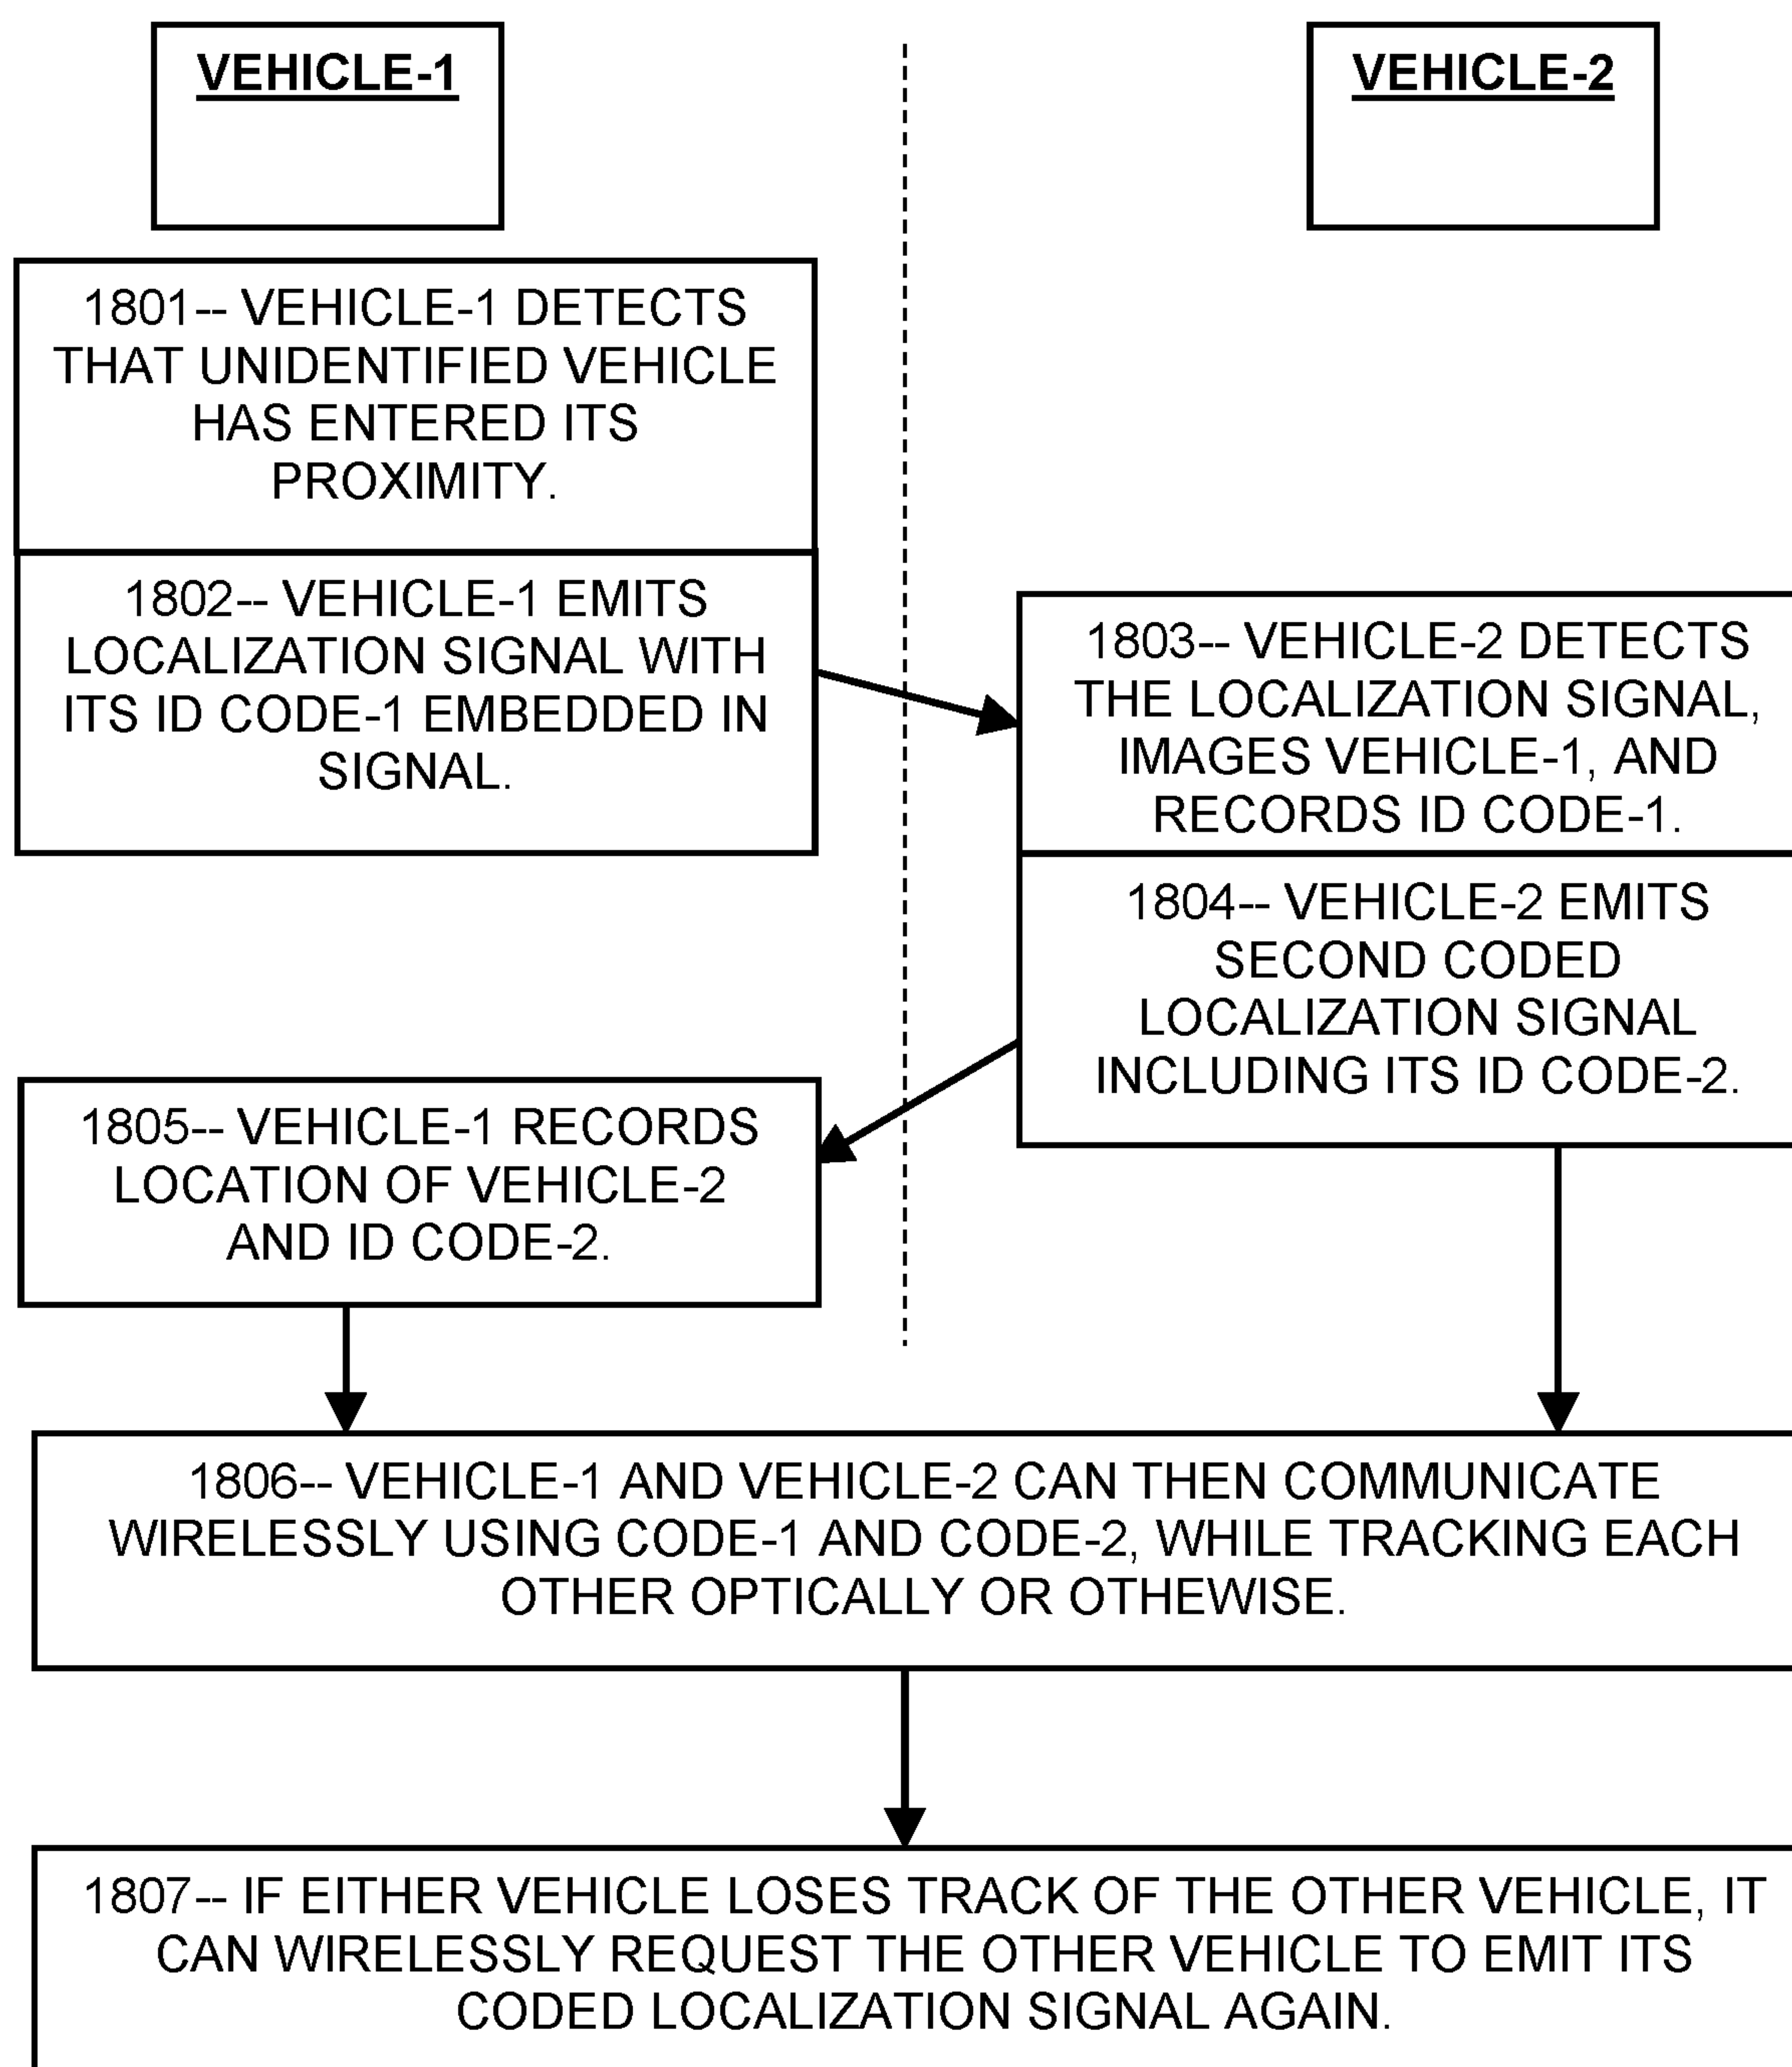 VEHICLE-1
VEHICLE-2
1801-- VEHICLE-1 DETECTS
THAT UNIDENTIFIED VEHICLE
HAS ENTERED ITS
PROXIMITY.
1802-- VEHICLE-1 EMITS
LOCALIZATION SIGNAL WITH
ITS ID CODE-1 EMBEDDED IN
SIGNAL.
1803-- VEHICLE-2 DETECTS
THE LOCALIZATION SIGNAL,
IMAGES VEHICLE-1, AND
RECORDS ID CODE-1.
1804-- VEHICLE-2 EMITS
SECOND CODED
LOCALIZATION SIGNAL
INCLUDING ITS ID CODE-2.
1805-- VEHICLE-1 RECORDS
LOCATION OF VEHICLE-2
AND ID CODE-2.
1806-- VEHICLE-1 AND VEHICLE-2 CAN THEN COMMUNICATE
WIRELESSLY USING CODE-1 AND CODE-2, WHILE TRACKING EACH
OTHER OPTICALLY OR OTHEWISE.
1807-- IF EITHER VEHICLE LOSES TRACK OF THE OTHER VEHICLE, IT
CAN WIRELESSLY REQUEST THE OTHER VEHICLE TO EMIT ITS
CODED LOCALIZATION SIGNAL AGAIN.